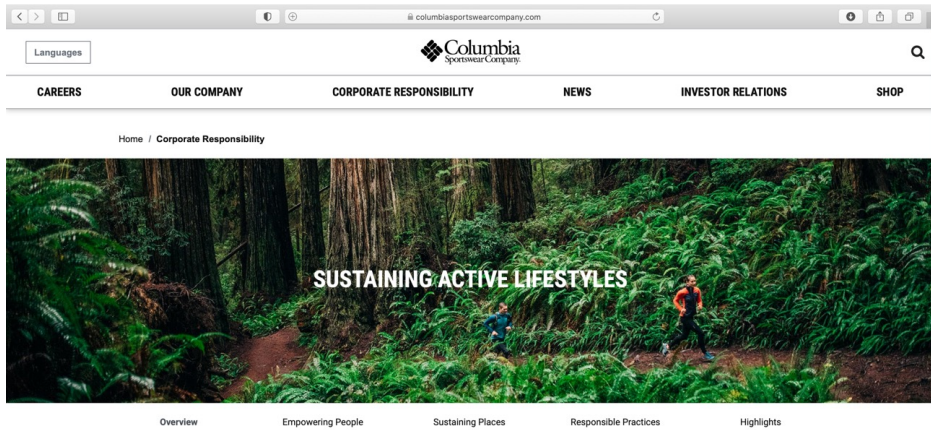 columbiasportswearcompany.com
Languages
Columbia
Sportswear Company.
CAREERS OUR COMPANY CORPORATE RESPONSIBILITY NEWS INVESTOR RELATIONS SHOP
Home / Corporate Responsibility
SUSTAINING ACTIVE LIFESTYLES
Overview Empowering People Sustaining Places Responsible Practices Highlights